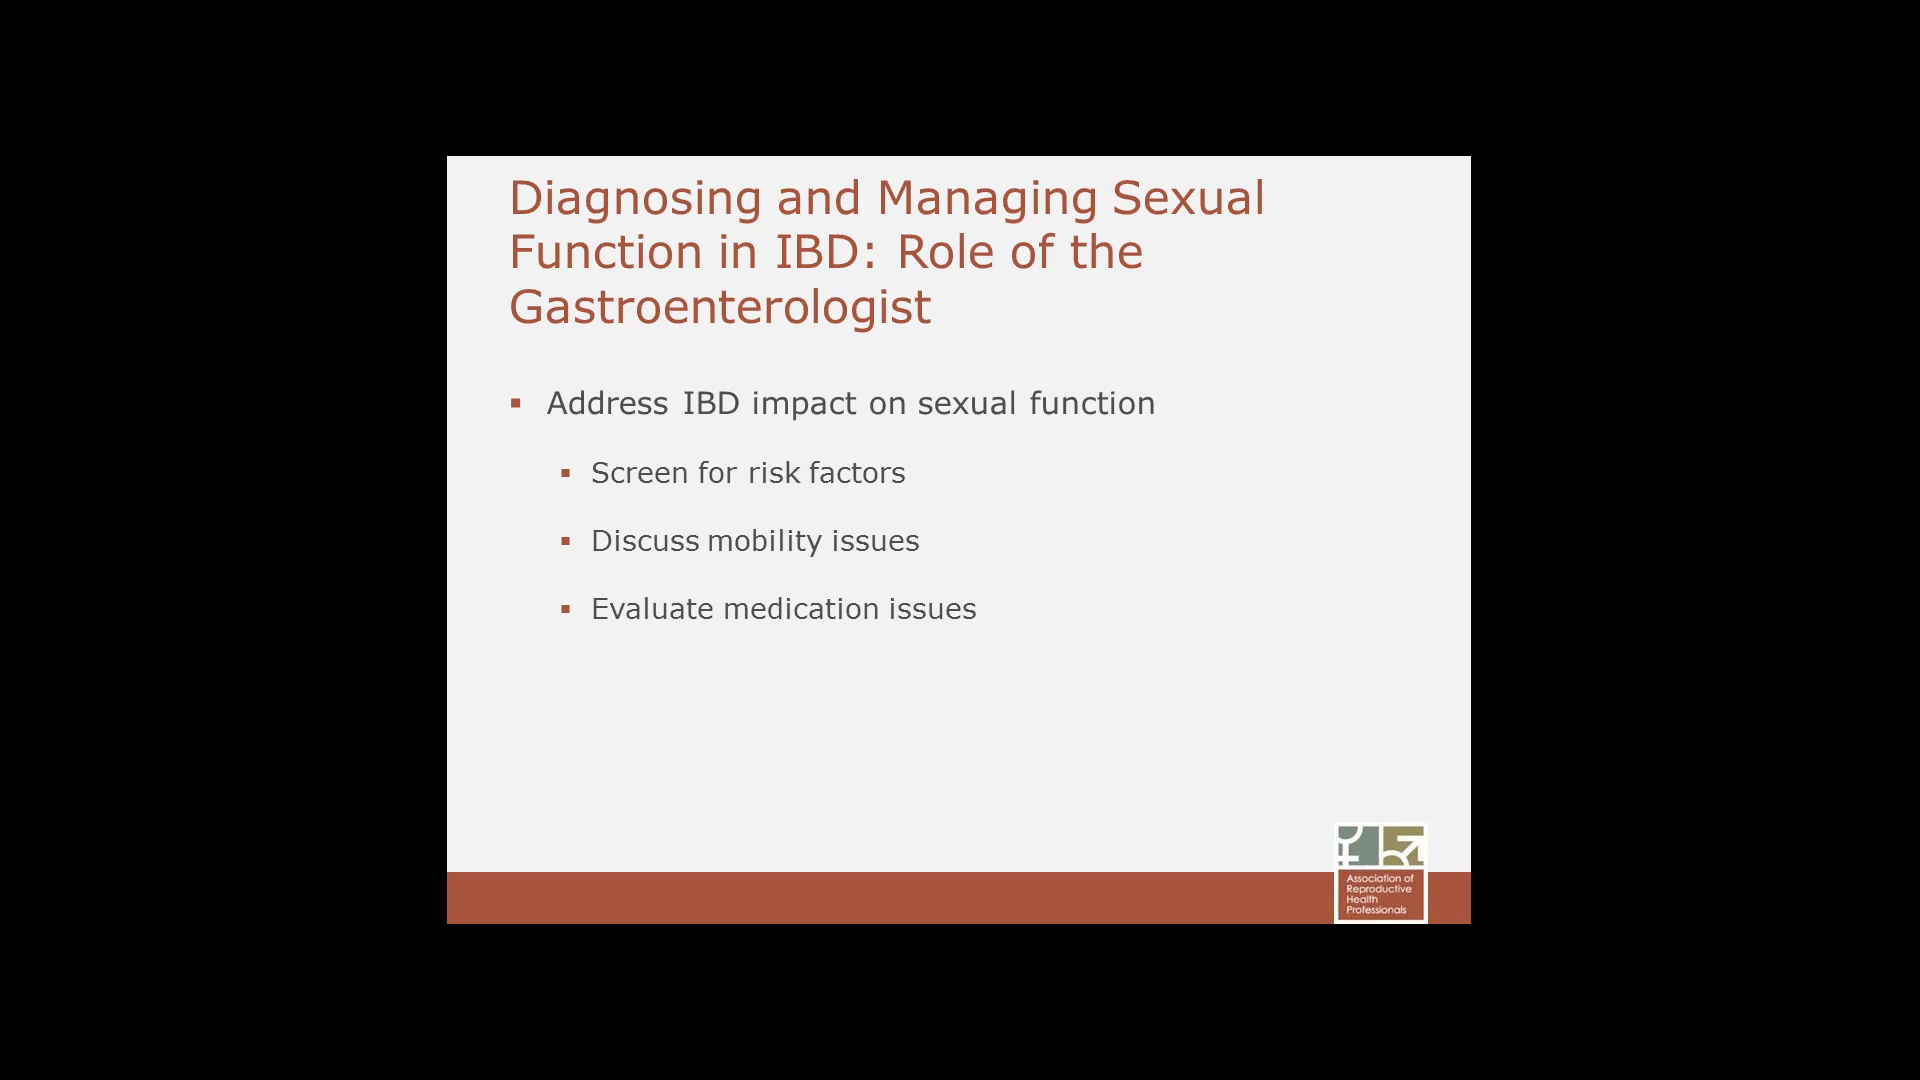 Diagnosing and Managing Sexual
Function in IBD: Role of the
Gastroenterologist
▪ Address IBD impact on sexual function
▪ Screen for risk factors
▪ Discuss mobility issues
▪ Evaluate medication issues
Association of
Reproductive
Health
Professionals